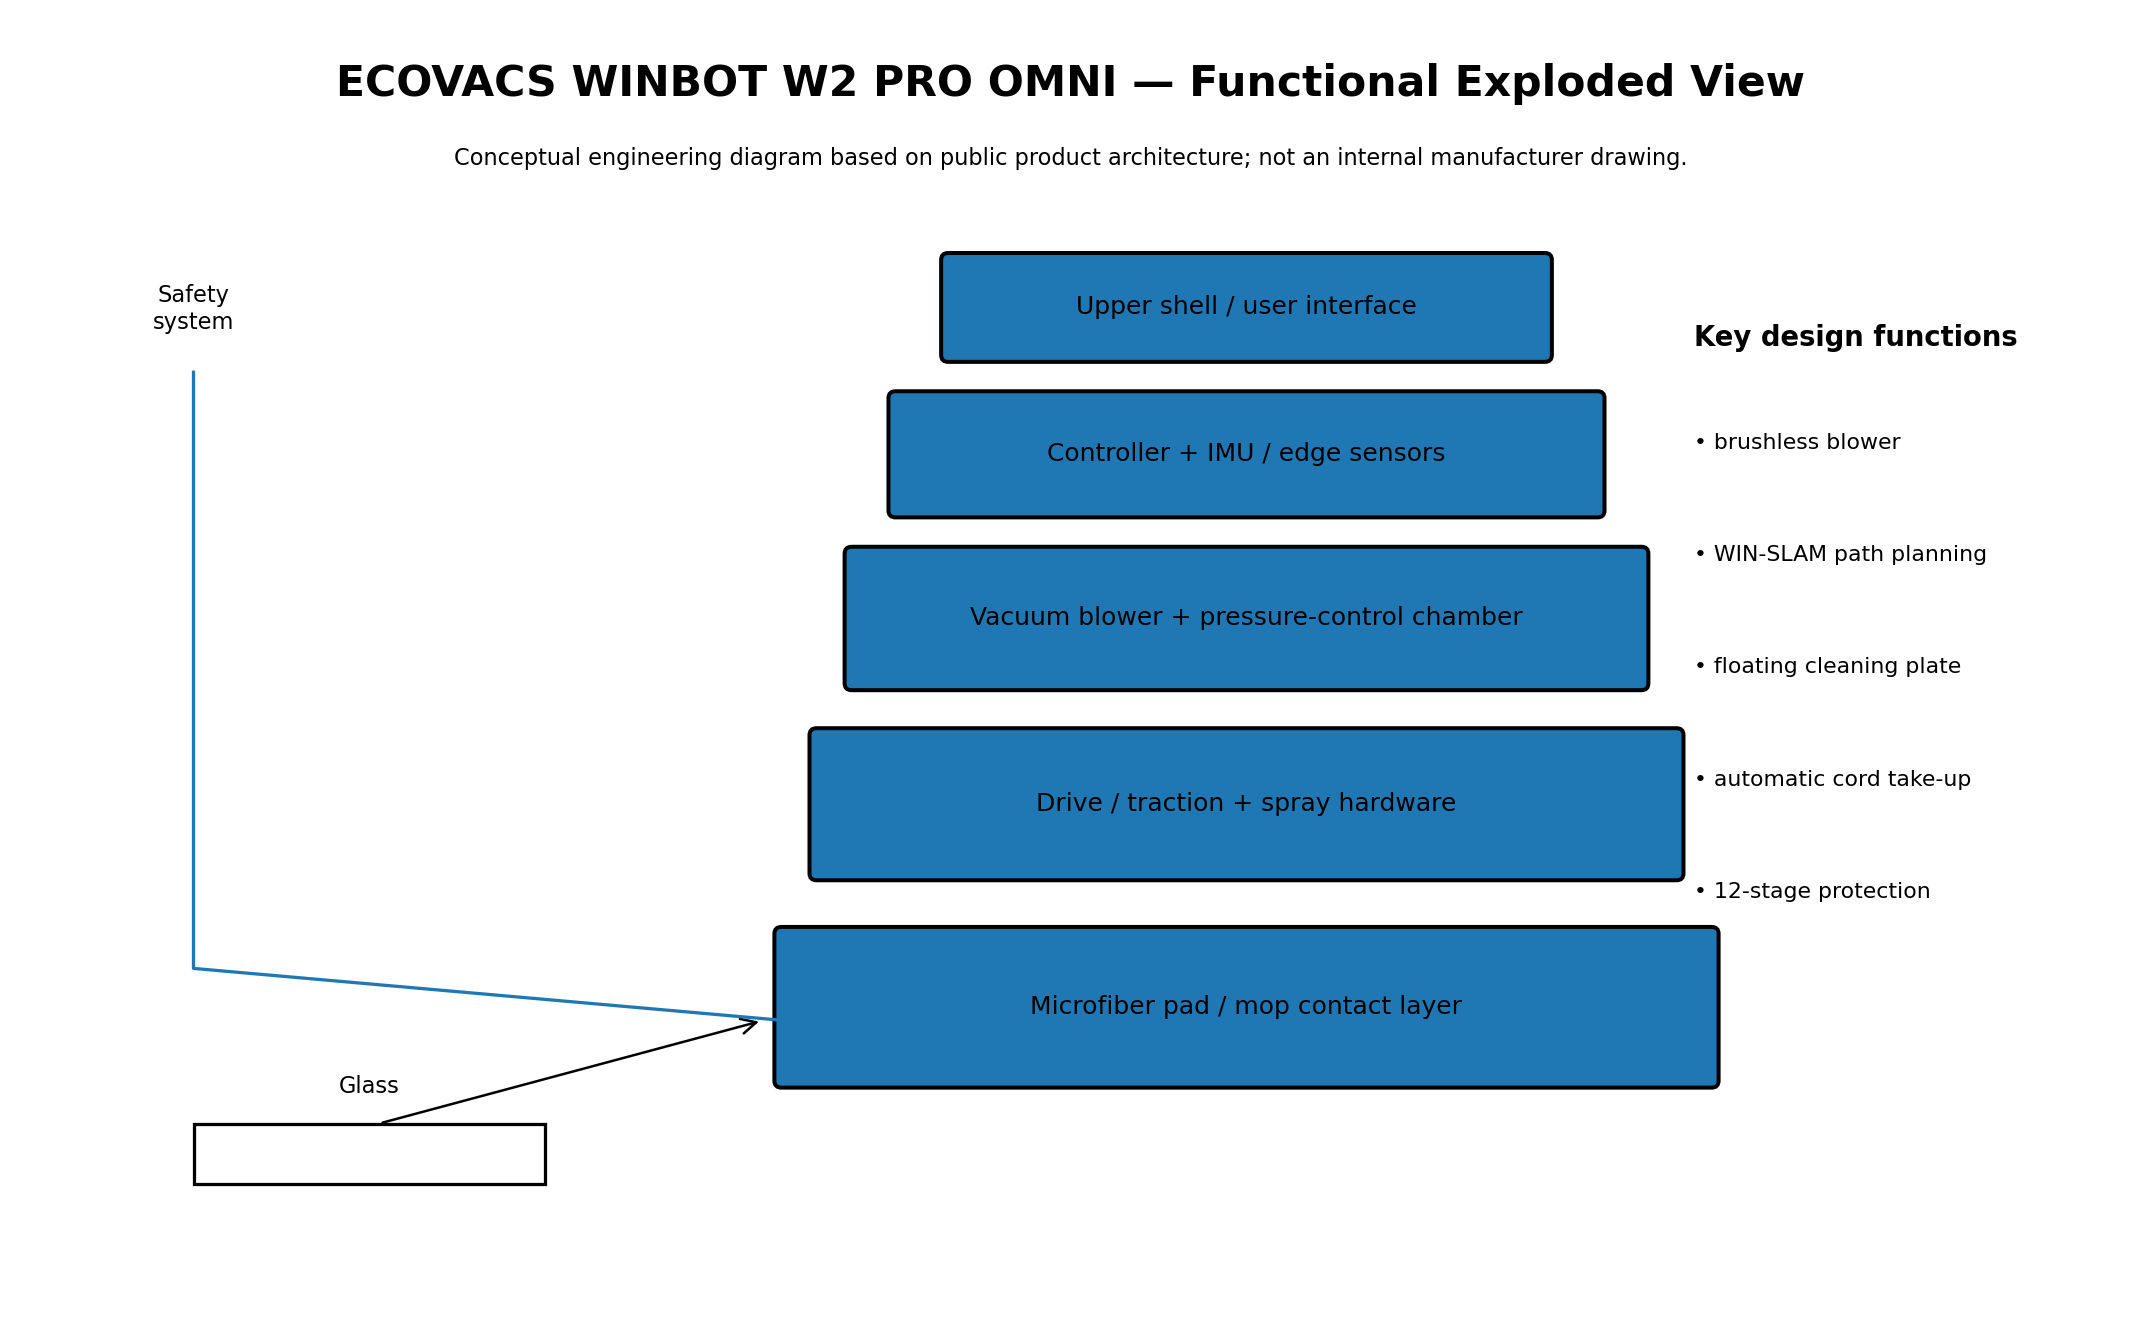 ECOVACS WINBOT W2 PRO OMNI — Functional Exploded View
Conceptual engineering diagram based on public product architecture; not an internal manufacturer drawing.
Safety
system
Upper shell / user interface
Controller + IMU / edge sensors
Vacuum blower + pressure-control chamber
Drive / traction + spray hardware
Microfiber pad / mop contact layer
Glass
Key design functions
• brushless blower
• WIN-SLAM path planning
• floating cleaning plate
• automatic cord take-up
• 12-stage protection